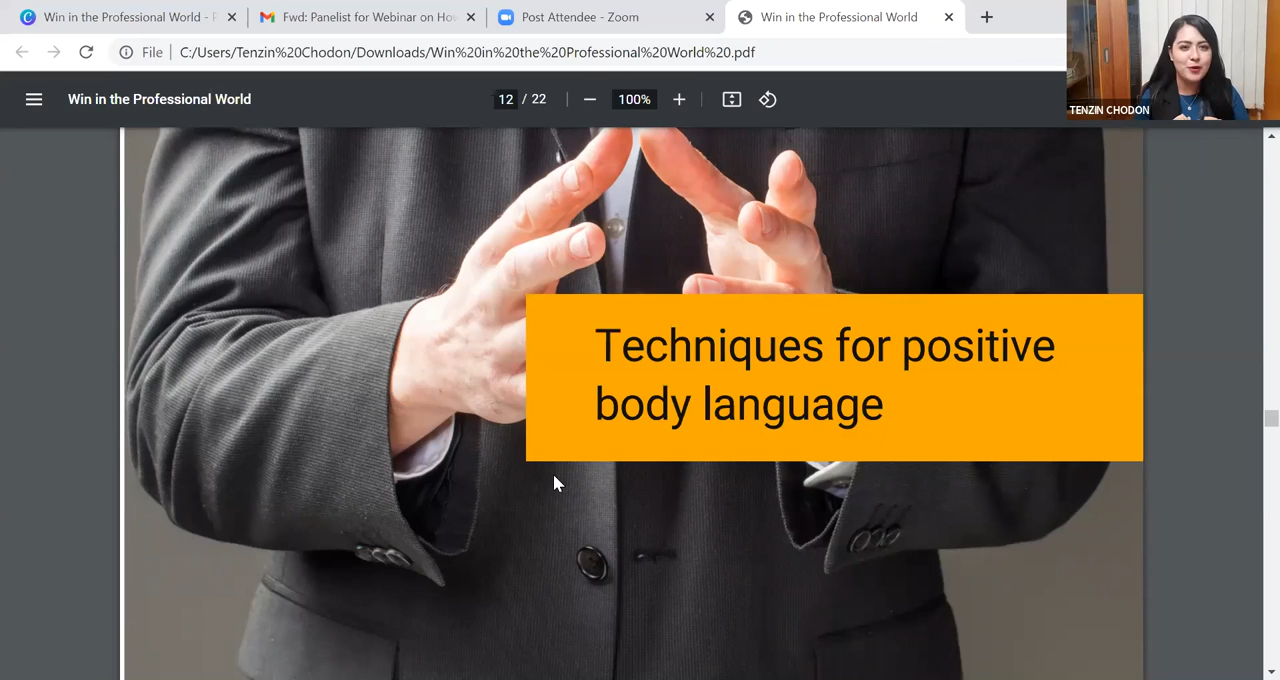 Win in the Professional World - P
Fwd: Panelist for Webinar on How
Post Attendee - Zoom
Win in the Professional World
File
C:/Users/Tenzin%20Chodon/Downloads/Win%20in%20the%20Professional%20World%20.pdf
Win in the Professional World
12 / 22
100%
TENZIN CHODON
Techniques for positive
body language